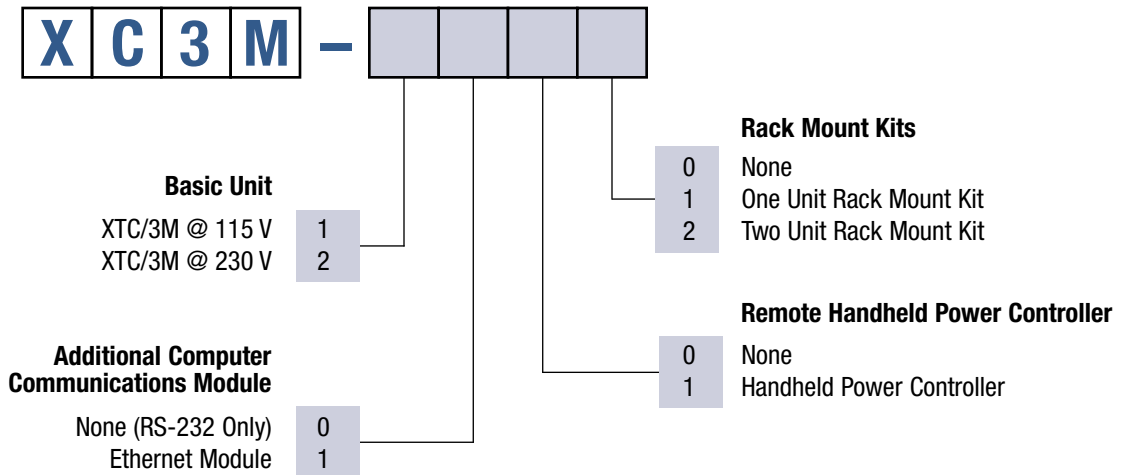 XC3M –
Basic Unit
XTC/3M @ 115 V 1
XTC/3M @ 230 V 2
Additional Computer
Communications Module
None (RS-232 Only) 0
Ethernet Module 1
Rack Mount Kits
0 None
1 One Unit Rack Mount Kit
2 Two Unit Rack Mount Kit
Remote Handheld Power Controller
0 None
1 Handheld Power Controller